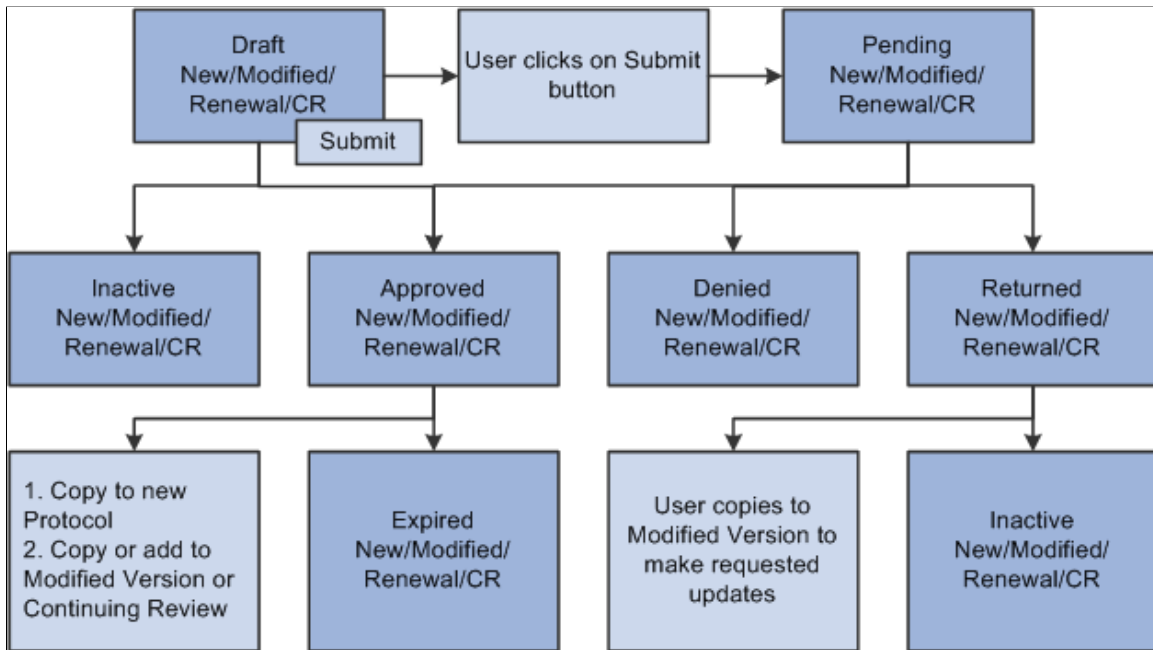 Draft
New/Modified/
Renewal/CR
Submit
User clicks on Submit
button
Pending
New/Modified/
Renewal/CR
Inactive
New/Modified/
Renewal/CR
Approved
New/Modified/
Renewal/CR
Denied
New/Modified/
Renewal/CR
Returned
New/Modified/
Renewal/CR
1. Copy to new
Protocol
2. Copy or add to
Modified Version or
Continuing Review
Expired
New/Modified/
Renewal/CR
User copies to
Modified Version to
make requested
updates
Inactive
New/Modified/
Renewal/CR